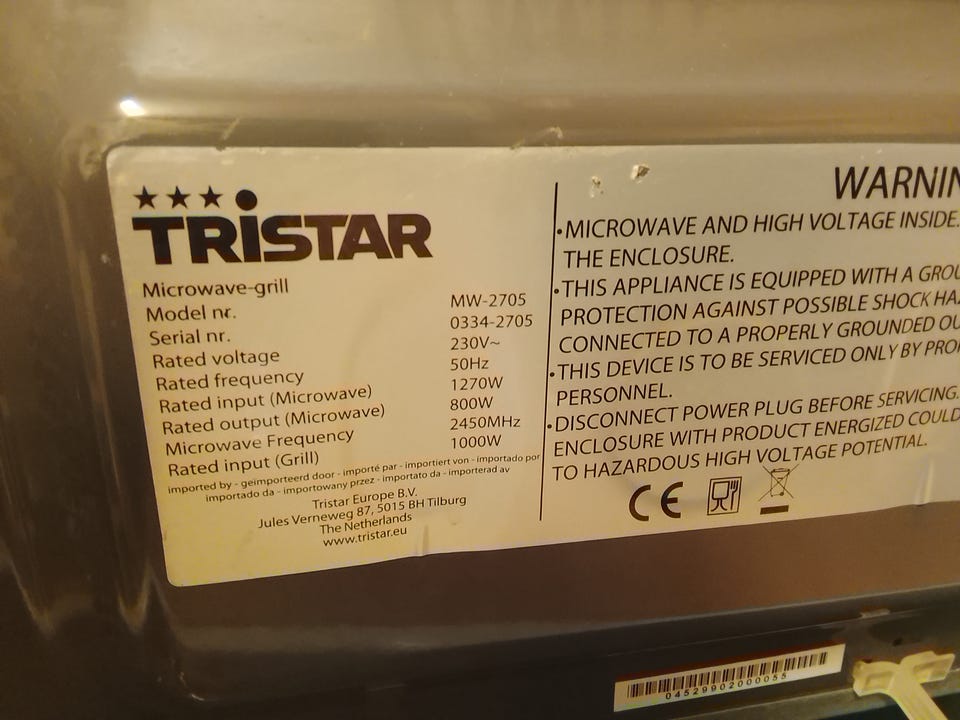 TRiSTAR
Microwave-grill
Model nr. MW-2705
Serial nr. 0334-2705
Rated voltage 230V~
Rated frequency 50Hz
Rated input (Microwave) 1270W
Rated output (Microwave) 800W
Microwave Frequency 2450MHz
Rated input (Grill) 1000W
imported by - geïmporteerd door - importé par - importiert von - importado por
importado da - importowany przez - importato da - importerad av
Tristar Europe B.V.
Jules Verneweg 87, 5015 BH Tilburg
The Netherlands
www.tristar.eu
WARNIN
•MICROWAVE AND HIGH VOLTAGE INSIDE.
THE ENCLOSURE.
•THIS APPLIANCE IS EQUIPPED WITH A GROU
PROTECTION AGAINST POSSIBLE SHOCK HA
CONNECTED TO A PROPERLY GROUNDED OU
•THIS DEVICE IS TO BE SERVICED ONLY BY PRO
PERSONNEL.
•DISCONNECT POWER PLUG BEFORE SERVICING.
ENCLOSURE WITH PRODUCT ENERGIZED COULD
TO HAZARDOUS HIGH VOLTAGE POTENTIAL.
CE
04529902000055